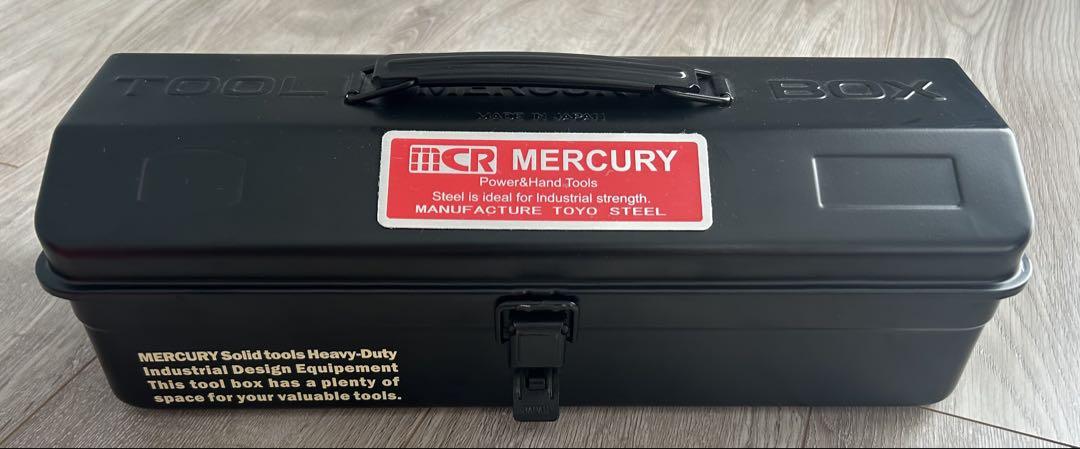 TOOL MERCURY BOX
MADE IN JAPAN
MCR MERCURY
Power&Hand Tools
Steel is ideal for Industrial strength.
MANUFACTURE TOYO STEEL
MERCURY Solid tools Heavy-Duty
Industrial Design Equipement
This tool box has a plenty of
space for your valuable tools.
JAPAN